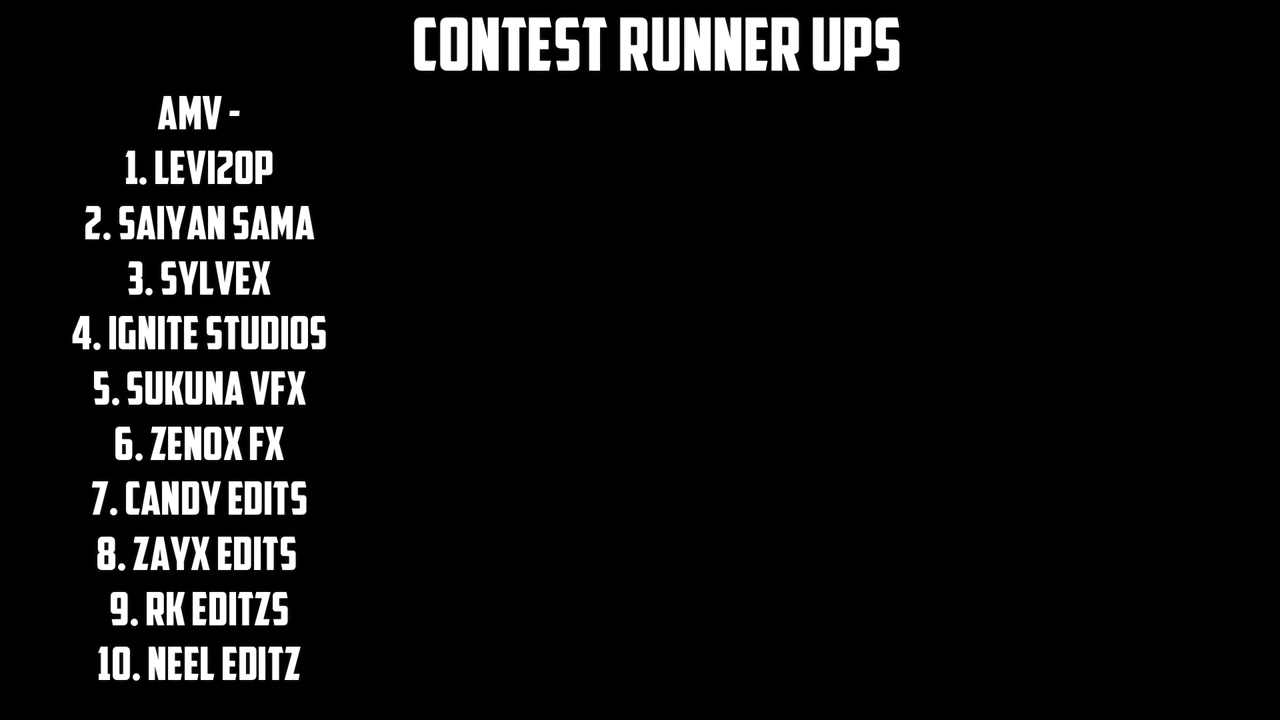 CONTEST RUNNER UPS
AMV -
1. LEVI2OP
2. SAIYAN SAMA
3. SYLVEX
4. IGNITE STUDIOS
5. SUKUNA VFX
6. ZENOX FX
7. CANDY EDITS
8. ZAYX EDITS
9. RK EDITZS
10. NEEL EDITZ